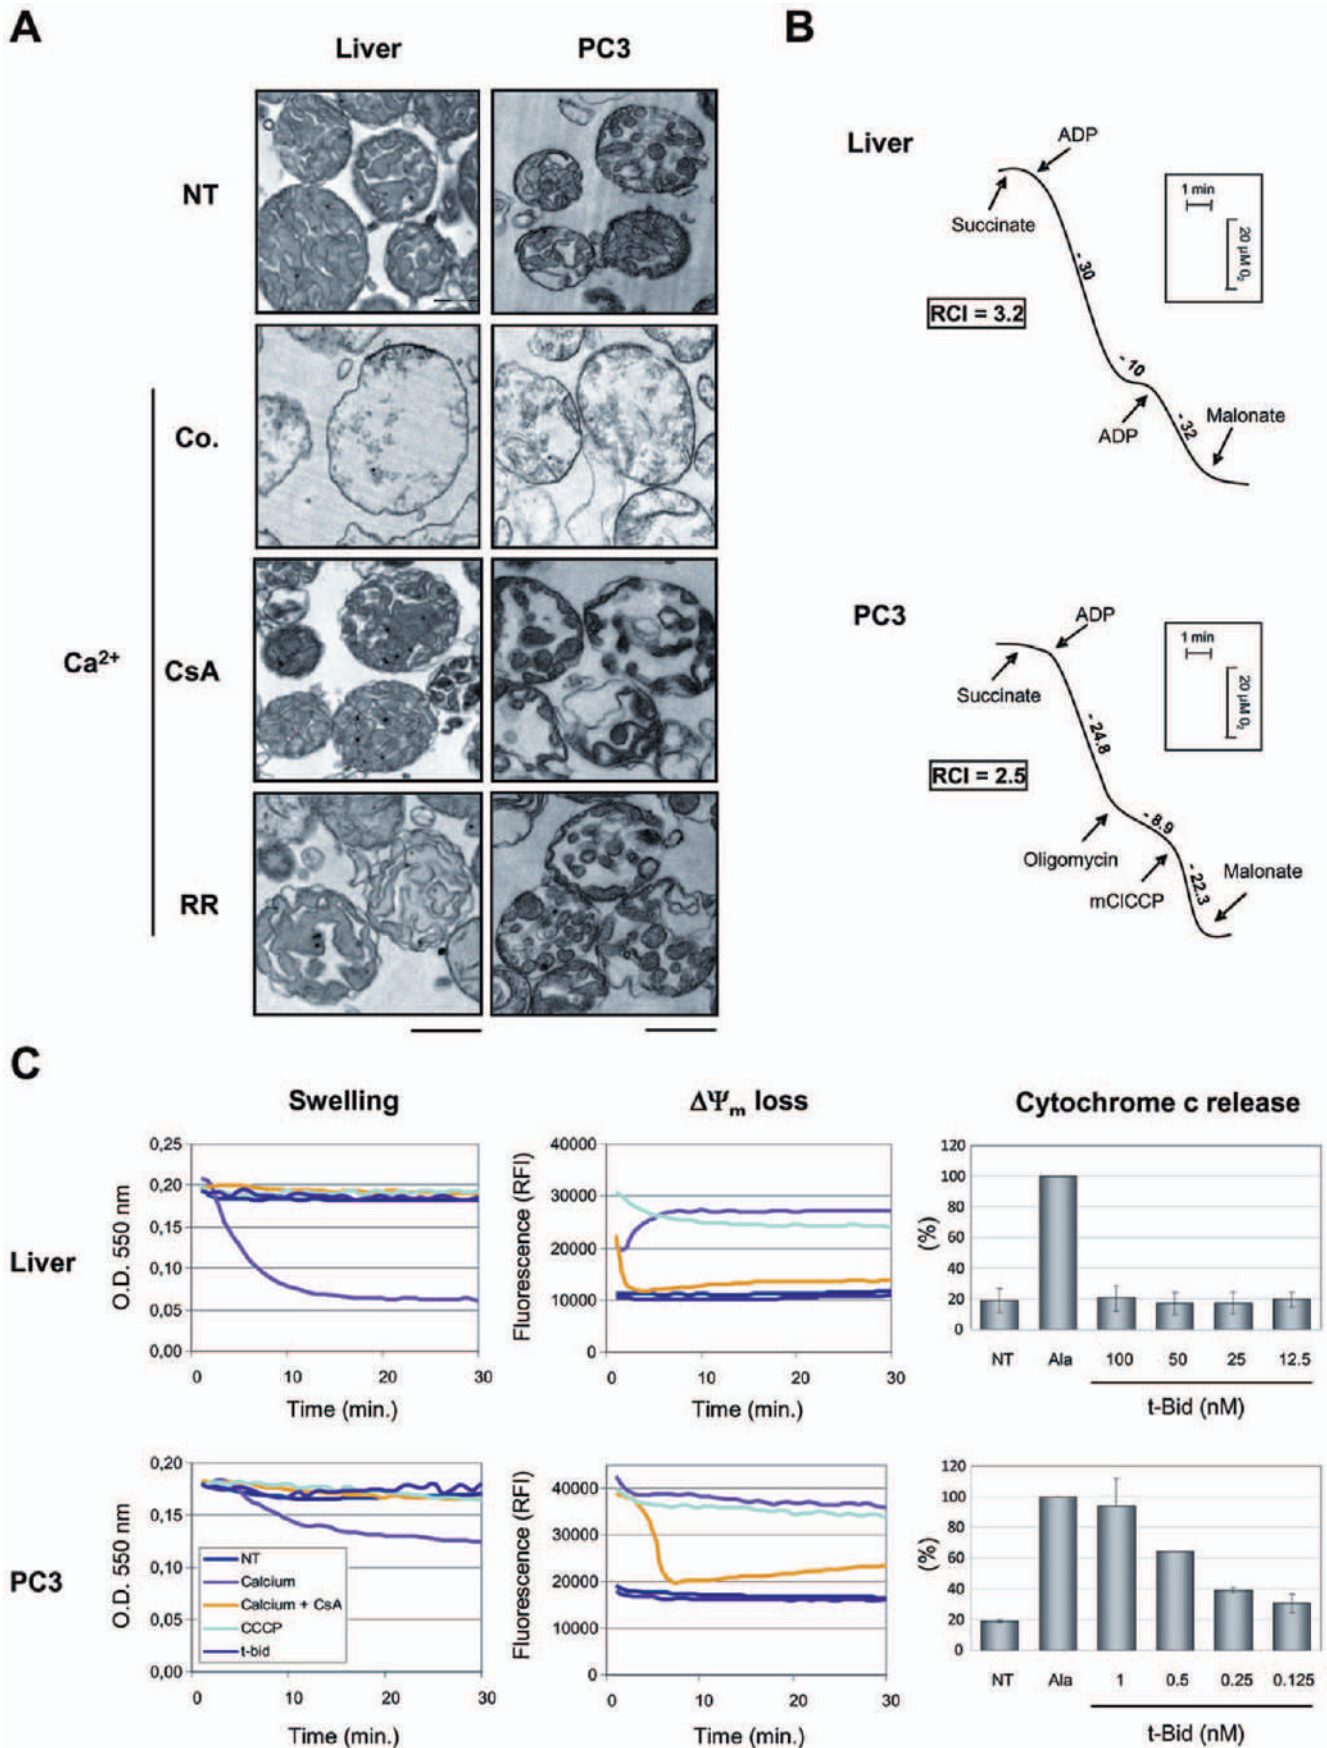 A
Liver PC3
NT
Co.
Ca2+
CsA
RR
B
Liver
ADP
Succinate
1 min
20 µM 02
- 30
RCI = 3.2
- 10
ADP
- 32
Malonate
PC3
ADP
Succinate
1 min
20 µM 02
- 24.8
RCI = 2.5
Oligomycin
- 8.9
mClCCP
- 22.3
Malonate
C
Swelling ΔΨm loss Cytochrome c release
Liver
O.D. 550 nm
0,25
0,20
0,15
0,10
0,05
0,00
0 10 20 30
Time (min.)
Fluorescence (RFI)
40000
30000
20000
10000
0
0 10 20 30
Time (min.)
(%)
120
100
80
60
40
20
0
NT Ala 100 50 25 12.5
t-Bid (nM)
PC3
O.D. 550 nm
0,20
0,15
0,10
0,05
0,00
NT
Calcium
Calcium + CsA
CCCP
t-bid
0 10 20 30
Time (min.)
Fluorescence (RFI)
40000
30000
20000
10000
0
0 10 20 30
Time (min.)
(%)
120
100
80
60
40
20
0
NT Ala 1 0.5 0.25 0.125
t-Bid (nM)